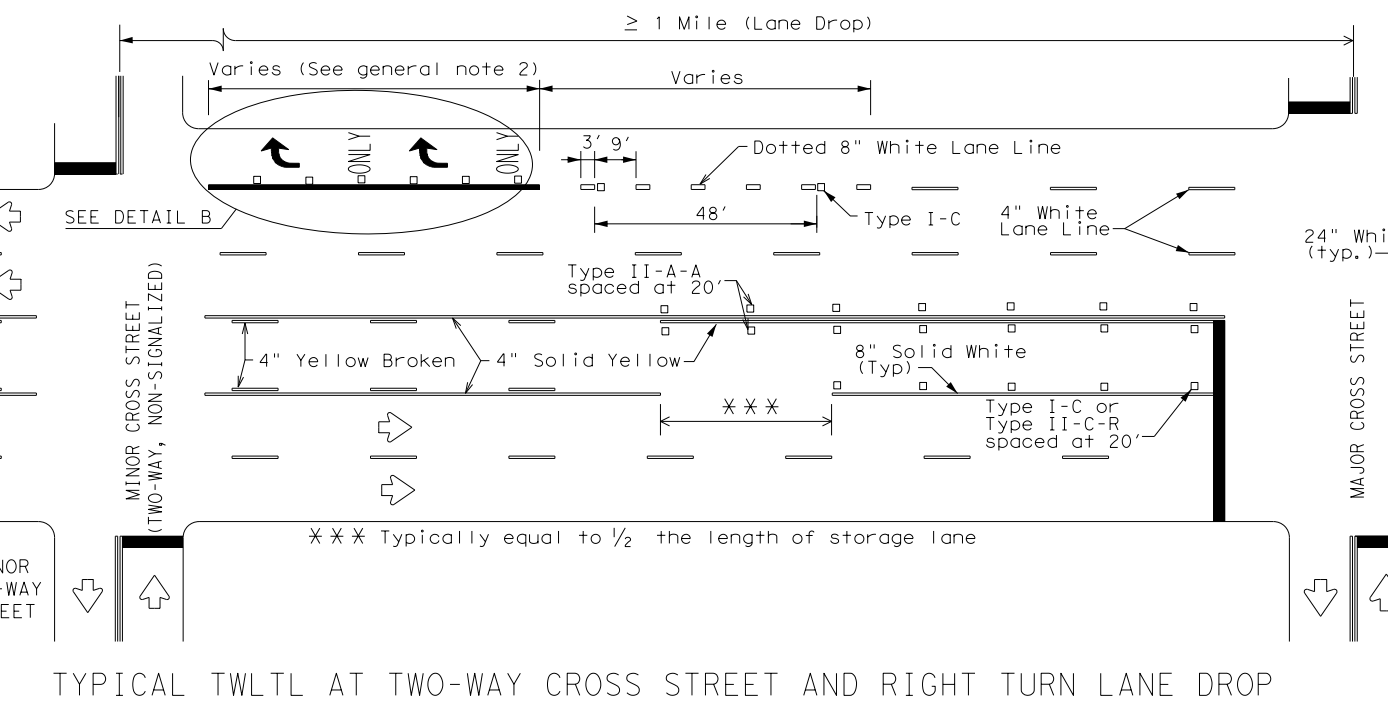 ≥ 1 Mile (Lane Drop)
Varies (See general note 2)
Varies
ONLY
ONLY
3' 9'
Dotted 8" White Lane Line
SEE DETAIL B
48'
Type I-C
4" White
Lane Line
24" Whi
(typ.)
Type II-A-A
spaced at 20'
4" Yellow Broken
4" Solid Yellow
8" Solid White
(Typ)
***
Type I-C or
Type II-C-R
spaced at 20'
MINOR CROSS STREET
(TWO-WAY, NON-SIGNALIZED)
MAJOR CROSS STREET
*** Typically equal to 1/2 the length of storage lane
NOR
-WAY
EET
TYPICAL TWLTL AT TWO-WAY CROSS STREET AND RIGHT TURN LANE DROP